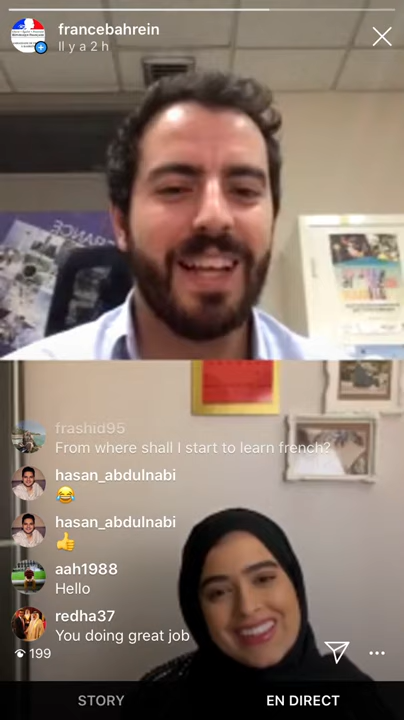 francebahrein
Il y a 2 h
frashid95
From where shall I start to learn french?
hasan_abdulnabi
😂
hasan_abdulnabi
👍
aah1988
Hello
redha37
You doing great job
199
STORY
EN DIRECT